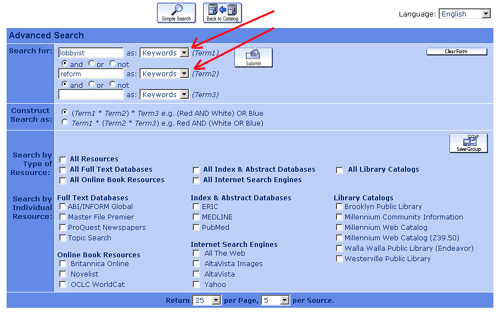 Simple Search Back to Catalog Language: English
Advanced Search
Search for: lobbyist as: Keywords (Term1) Clear Form
and or not Submit
reform as: Keywords (Term2)
and or not
as: Keywords (Term3)
Construct Search as: (Term1 * Term2) * Term3 e.g. (Red AND White) OR Blue
Term1 * (Term2 * Term3) e.g. Red AND (White OR Blue)
Save Group
Search by Type of Resource:
All Resources
All Full Text Databases All Index & Abstract Databases All Library Catalogs
All Online Book Resources All Internet Search Engines
Search by Individual Resource:
Full Text Databases
ABI/INFORM Global
Master File Premier
ProQuest Newspapers
Topic Search
Online Book Resources
Britannica Online
Novelist
OCLC WorldCat
Index & Abstract Databases
ERIC
MEDLINE
PubMed
Internet Search Engines
All The Web
AltaVista Images
AltaVista
Yahoo
Library Catalogs
Brooklyn Public Library
Millennium Community Information
Millennium Web Catalog
Millennium Web Catalog (Z39.50)
Walla Walla Public Library (Endeavor)
Westerville Public Library
Return 25 per Page, 5 per Source.